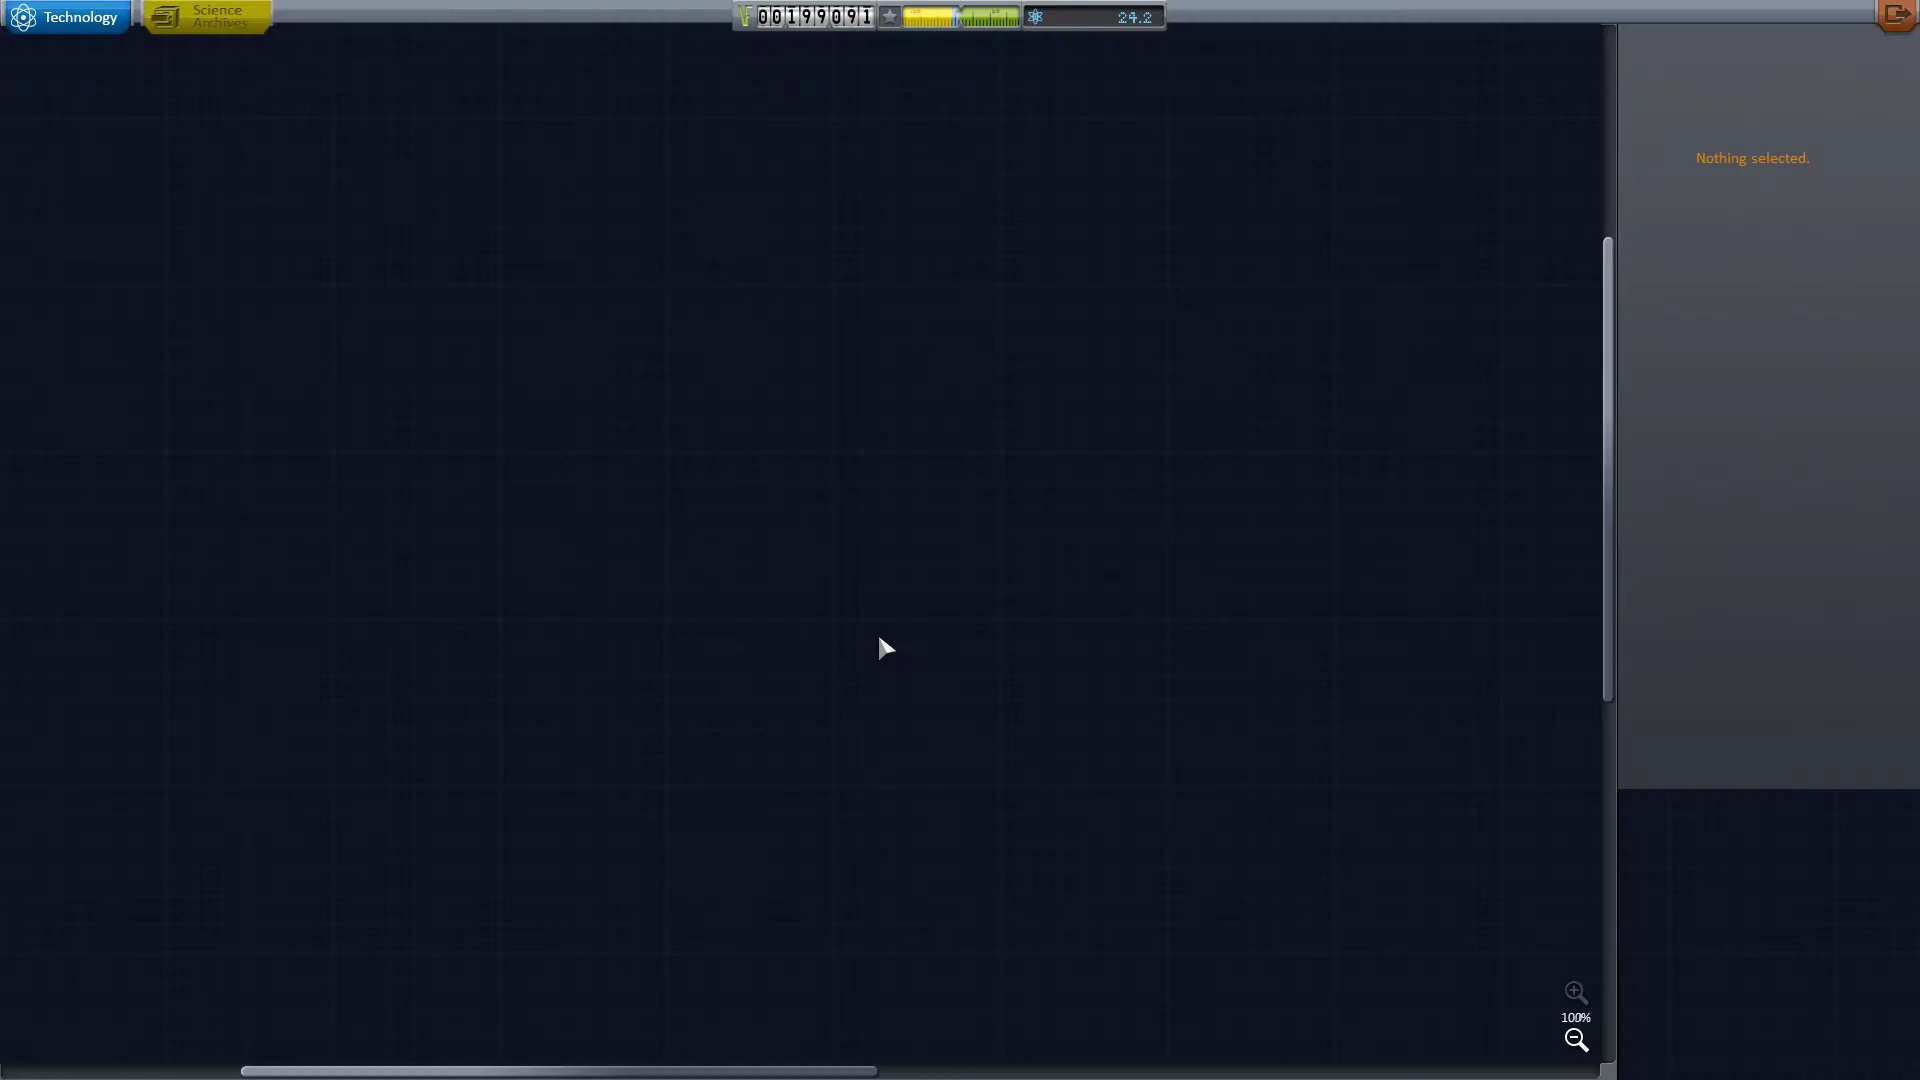 Technology
Science
Archives
00199091
24.2
Nothing selected.
100%